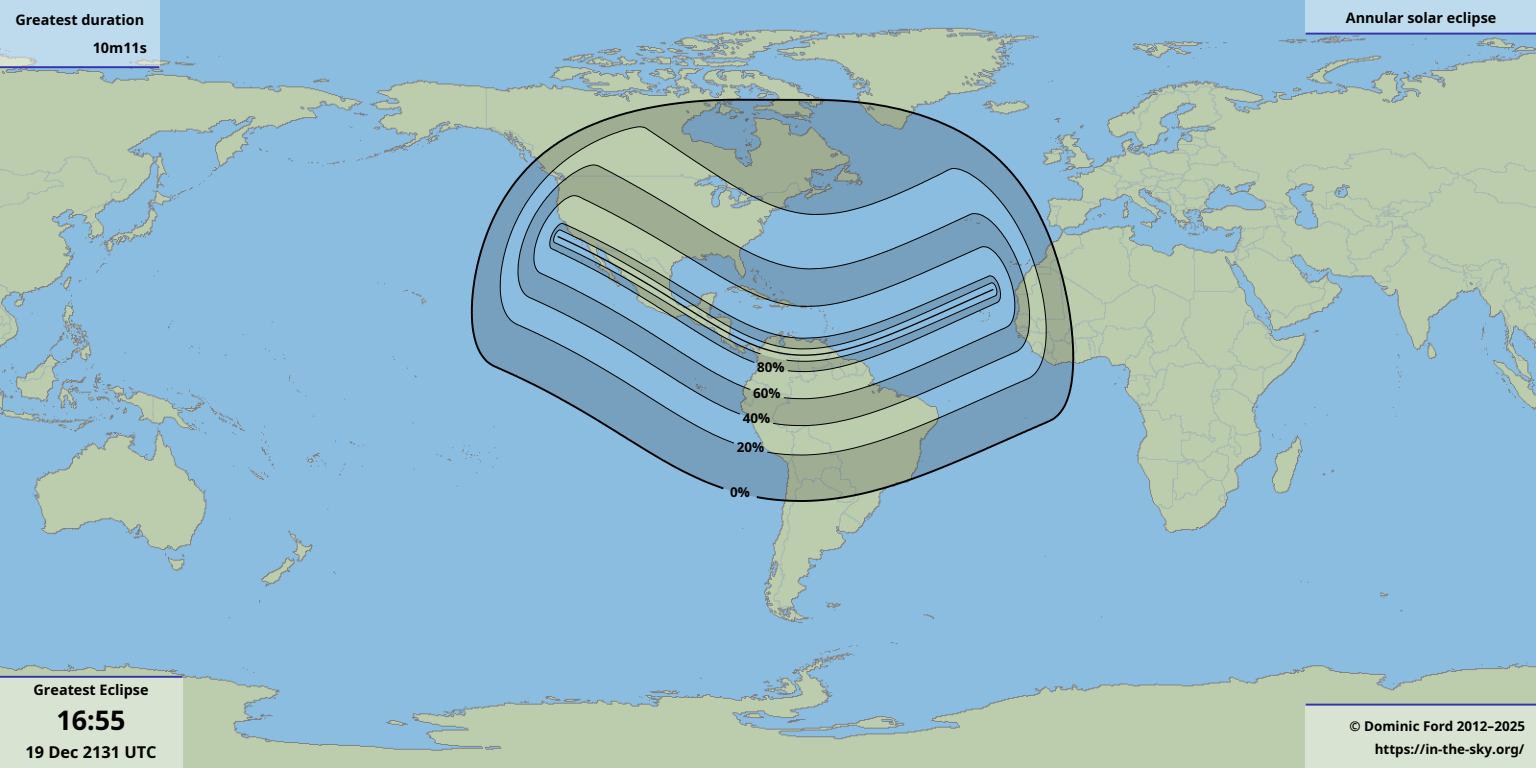 Greatest duration
10m11s
Annular solar eclipse
80%
60%
40%
20%
0%
Greatest Eclipse
16:55
19 Dec 2131 UTC
© Dominic Ford 2012–2025
https://in-the-sky.org/